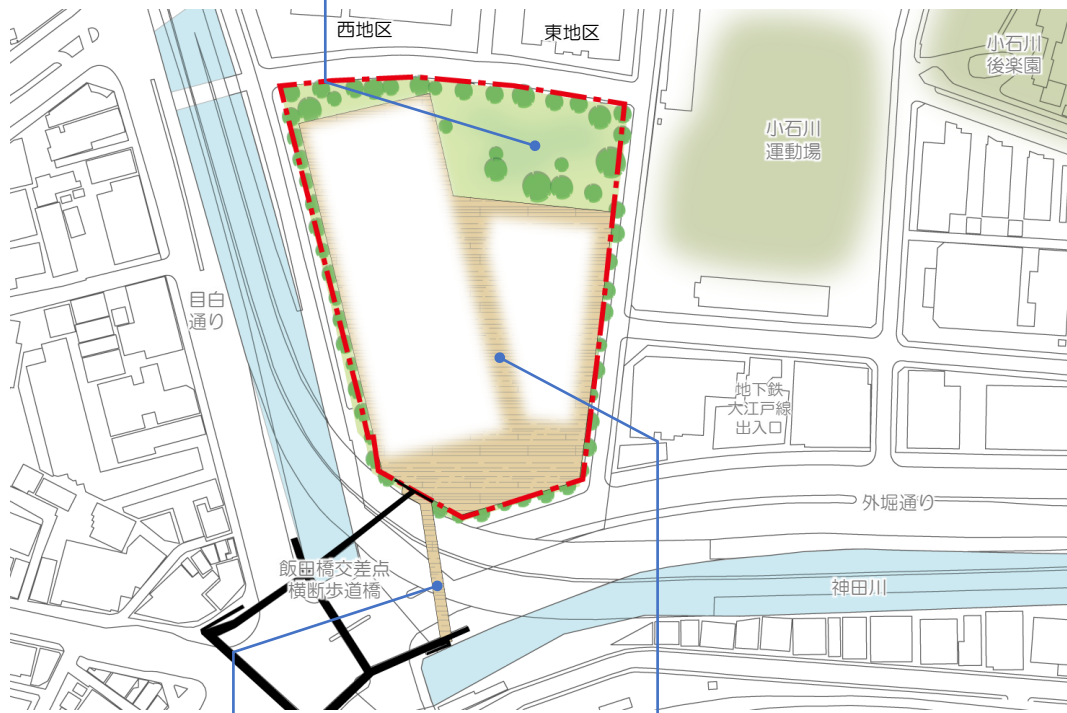 西地区
東地区
小石川
後楽園
小石川
運動場
目白
通り
地下鉄
大江戸線
出入口
外堀通り
飯田橋交差点
横断歩道橋
神田川